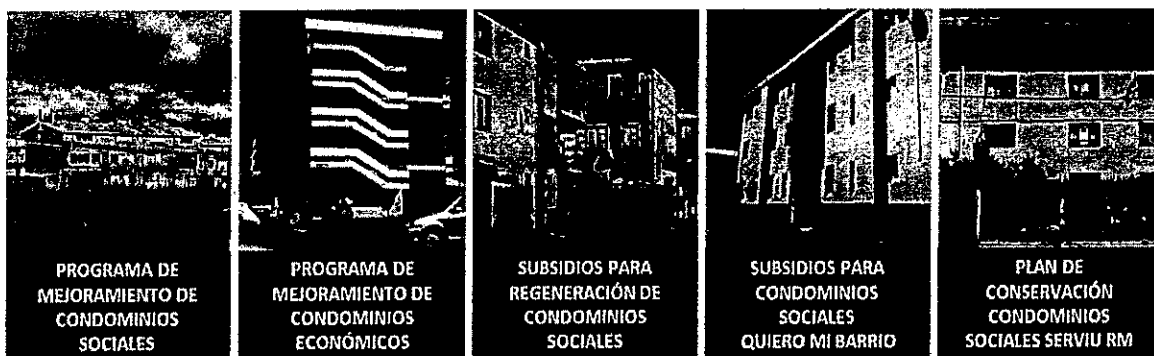 PROGRAMA DE
MEJORAMIENTO DE
CONDOMINIOS
SOCIALES
PROGRAMA DE
MEJORAMIENTO DE
CONDOMINIOS
ECONÓMICOS
SUBSIDIOS PARA
REGENERACIÓN DE
CONDOMINIOS
SOCIALES
SUBSIDIOS PARA
CONDOMINIOS
SOCIALES
QUIERO MI BARRIO
PLAN DE
CONSERVACIÓN
CONDOMINIOS
SOCIALES SERVIU RM